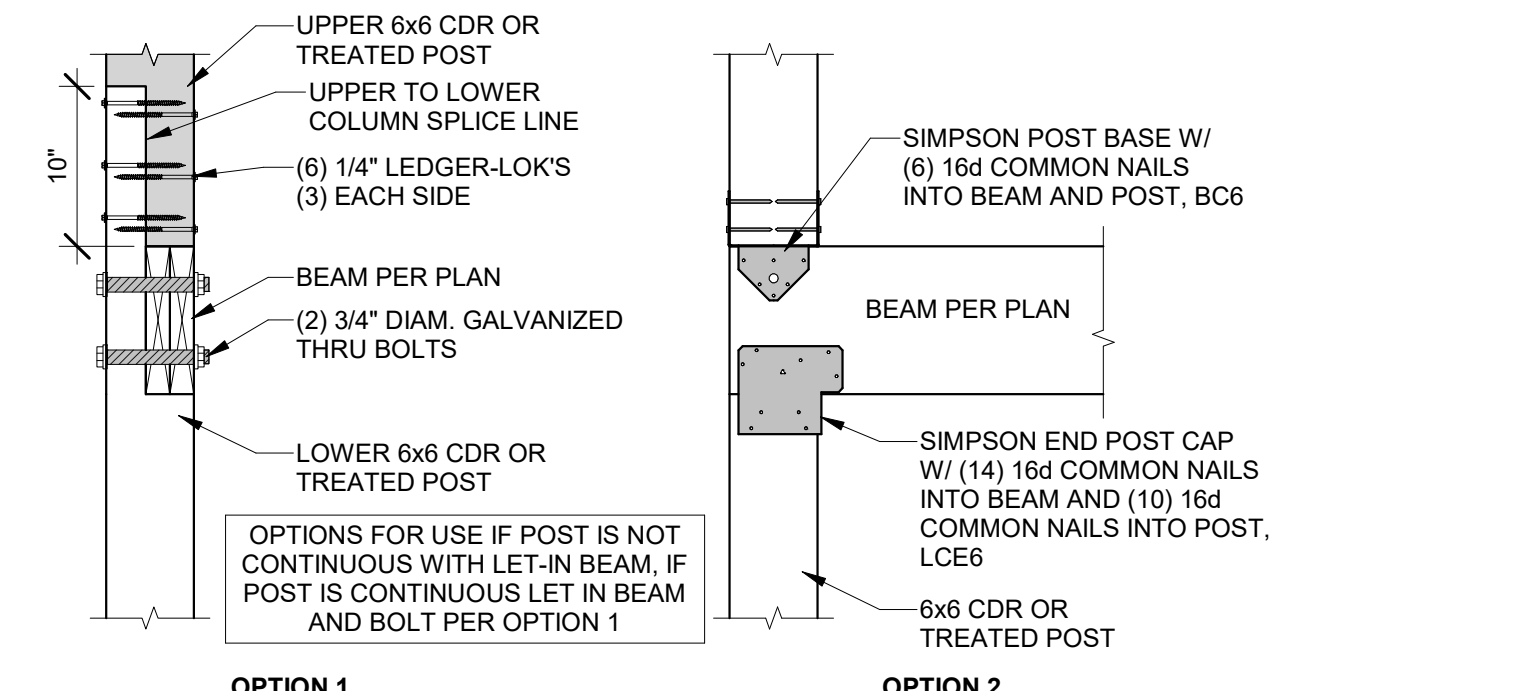 UPPER 6x6 CDR OR
TREATED POST
UPPER TO LOWER
COLUMN SPLICE LINE
10"
(6) 1/4" LEDGER-LOK'S
(3) EACH SIDE
BEAM PER PLAN
(2) 3/4" DIAM. GALVANIZED
THRU BOLTS
LOWER 6x6 CDR OR
TREATED POST
OPTIONS FOR USE IF POST IS NOT
CONTINUOUS WITH LET-IN BEAM, IF
POST IS CONTINUOUS LET IN BEAM
AND BOLT PER OPTION 1
OPTION 1
SIMPSON POST BASE W/
(6) 16d COMMON NAILS
INTO BEAM AND POST, BC6
BEAM PER PLAN
SIMPSON END POST CAP
W/ (14) 16d COMMON NAILS
INTO BEAM AND (10) 16d
COMMON NAILS INTO POST,
LCE6
6x6 CDR OR
TREATED POST
OPTION 2